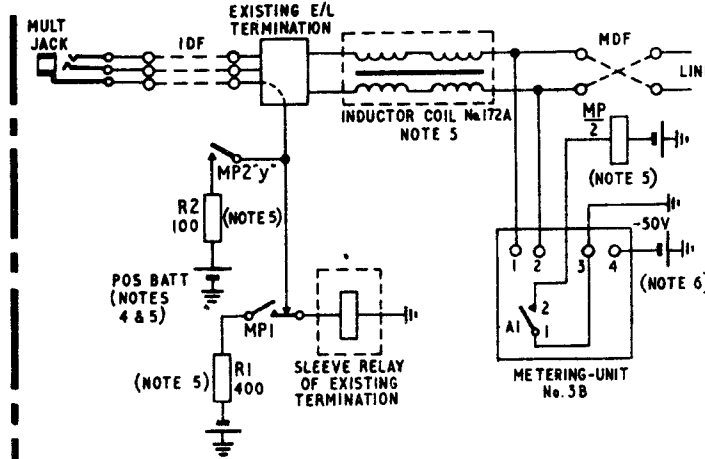 EXISTING E/L
TERMINATION
MULT
JACK
IDF
MDF
LIN
INDUCTOR COIL No.172A
NOTE 5
MP
2
(NOTE 5)
MP2"y"
R2
100
(NOTE 5)
-50V
1 2 3 4
(NOTE 6)
POS BATT
(NOTES
4 & 5)
A1
2
1
MP1
METERING-UNIT
No. 3B
(NOTE 5)
R1
400
SLEEVE RELAY
OF EXISTING
TERMINATION